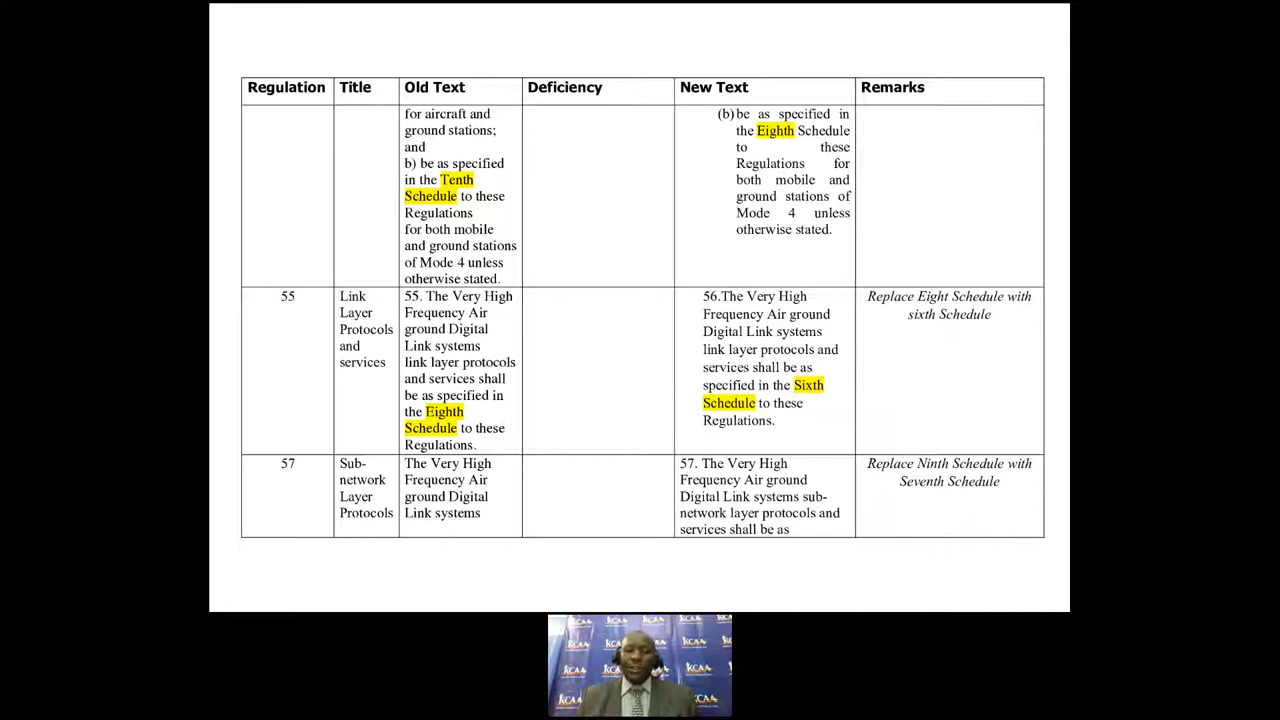 Regulation Title Old Text Deficiency New Text Remarks
for aircraft and
ground stations;
and
b) be as specified
in the Tenth
Schedule to these
Regulations
for both mobile
and ground stations
of Mode 4 unless
otherwise stated.
(b) be as specified in
the Eighth Schedule
to these
Regulations for
both mobile and
ground stations of
Mode 4 unless
otherwise stated.
55
Link
Layer
Protocols
and
services
55. The Very High
Frequency Air
ground Digital
Link systems
link layer protocols
and services shall
be as specified in
the Eighth
Schedule to these
Regulations.
56.The Very High
Frequency Air ground
Digital Link systems
link layer protocols and
services shall be as
specified in the Sixth
Schedule to these
Regulations.
Replace Eight Schedule with
sixth Schedule
57
Sub-
network
Layer
Protocols
The Very High
Frequency Air
ground Digital
Link systems
57. The Very High
Frequency Air ground
Digital Link systems sub-
network layer protocols and
services shall be as
Replace Ninth Schedule with
Seventh Schedule
KCAA
KCAA
KCAA
KCAA